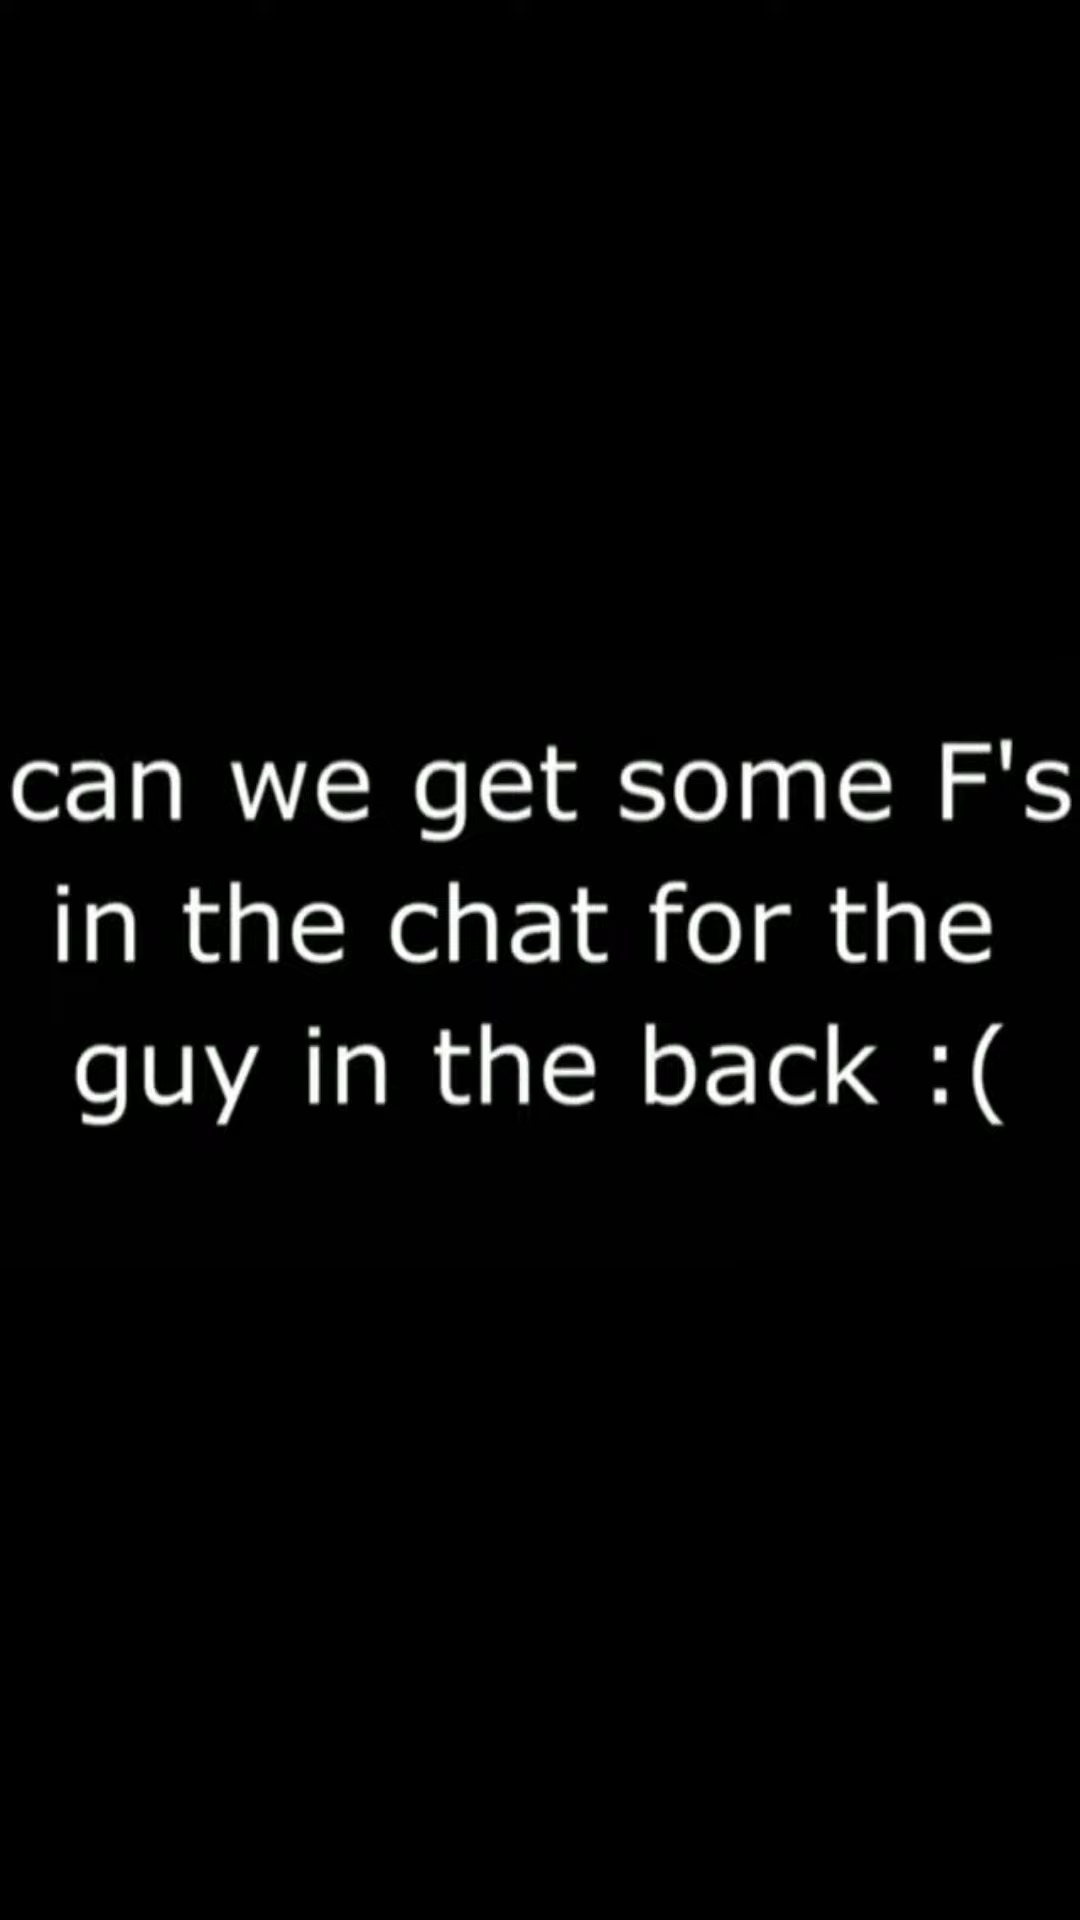 can we get some F's
in the chat for the
guy in the back :(